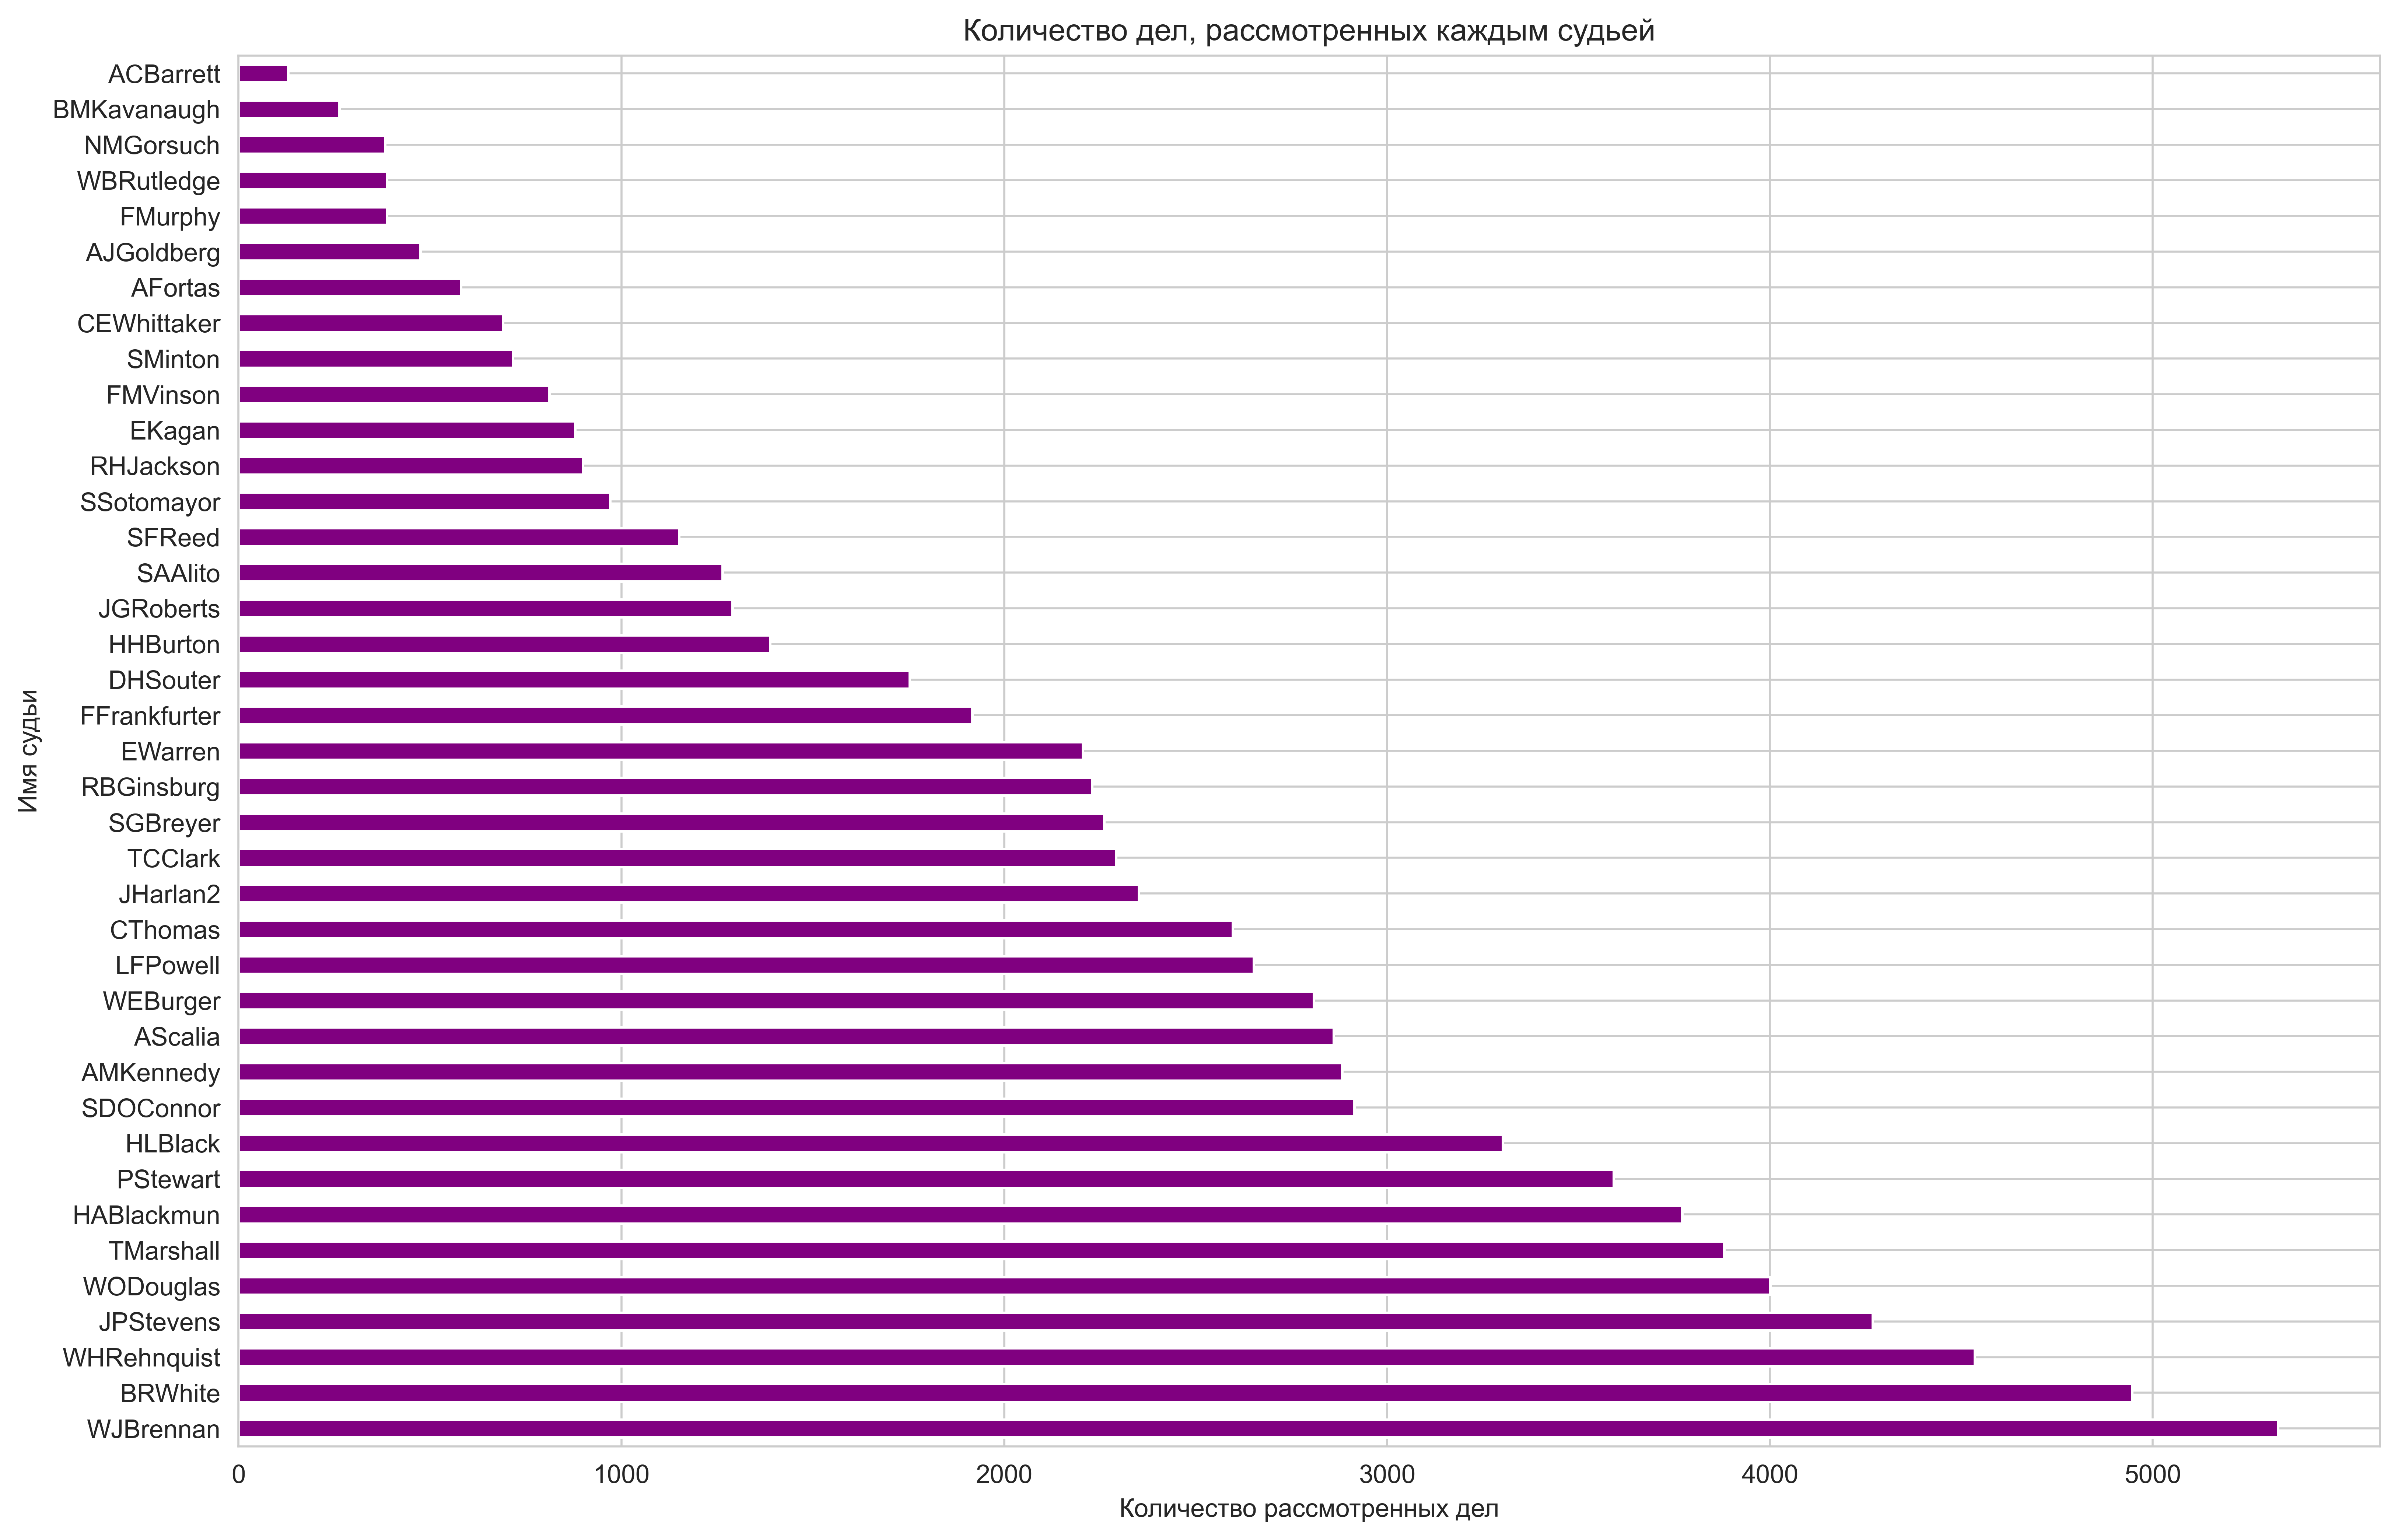 Количество дел, рассмотренных каждым судьей
ACBarrett
BMKavanaugh
NMGorsuch
WBRutledge
FMurphy
AJGoldberg
AFortas
CEWhittaker
SMinton
FMVinson
EKagan
RHJackson
SSotomayor
SFReed
SAAlito
JGRoberts
HHBurton
DHSouter
FFrankfurter
EWarren
RBGinsburg
SGBreyer
TCClark
JHarlan2
CThomas
LFPowell
WEBurger
AScalia
AMKennedy
SDOConnor
HLBlack
PStewart
HABlackmun
TMarshall
WODouglas
JPStevens
WHRehnquist
BRWhite
WJBrennan
Имя судьи
0 1000 2000 3000 4000 5000
Количество рассмотренных дел